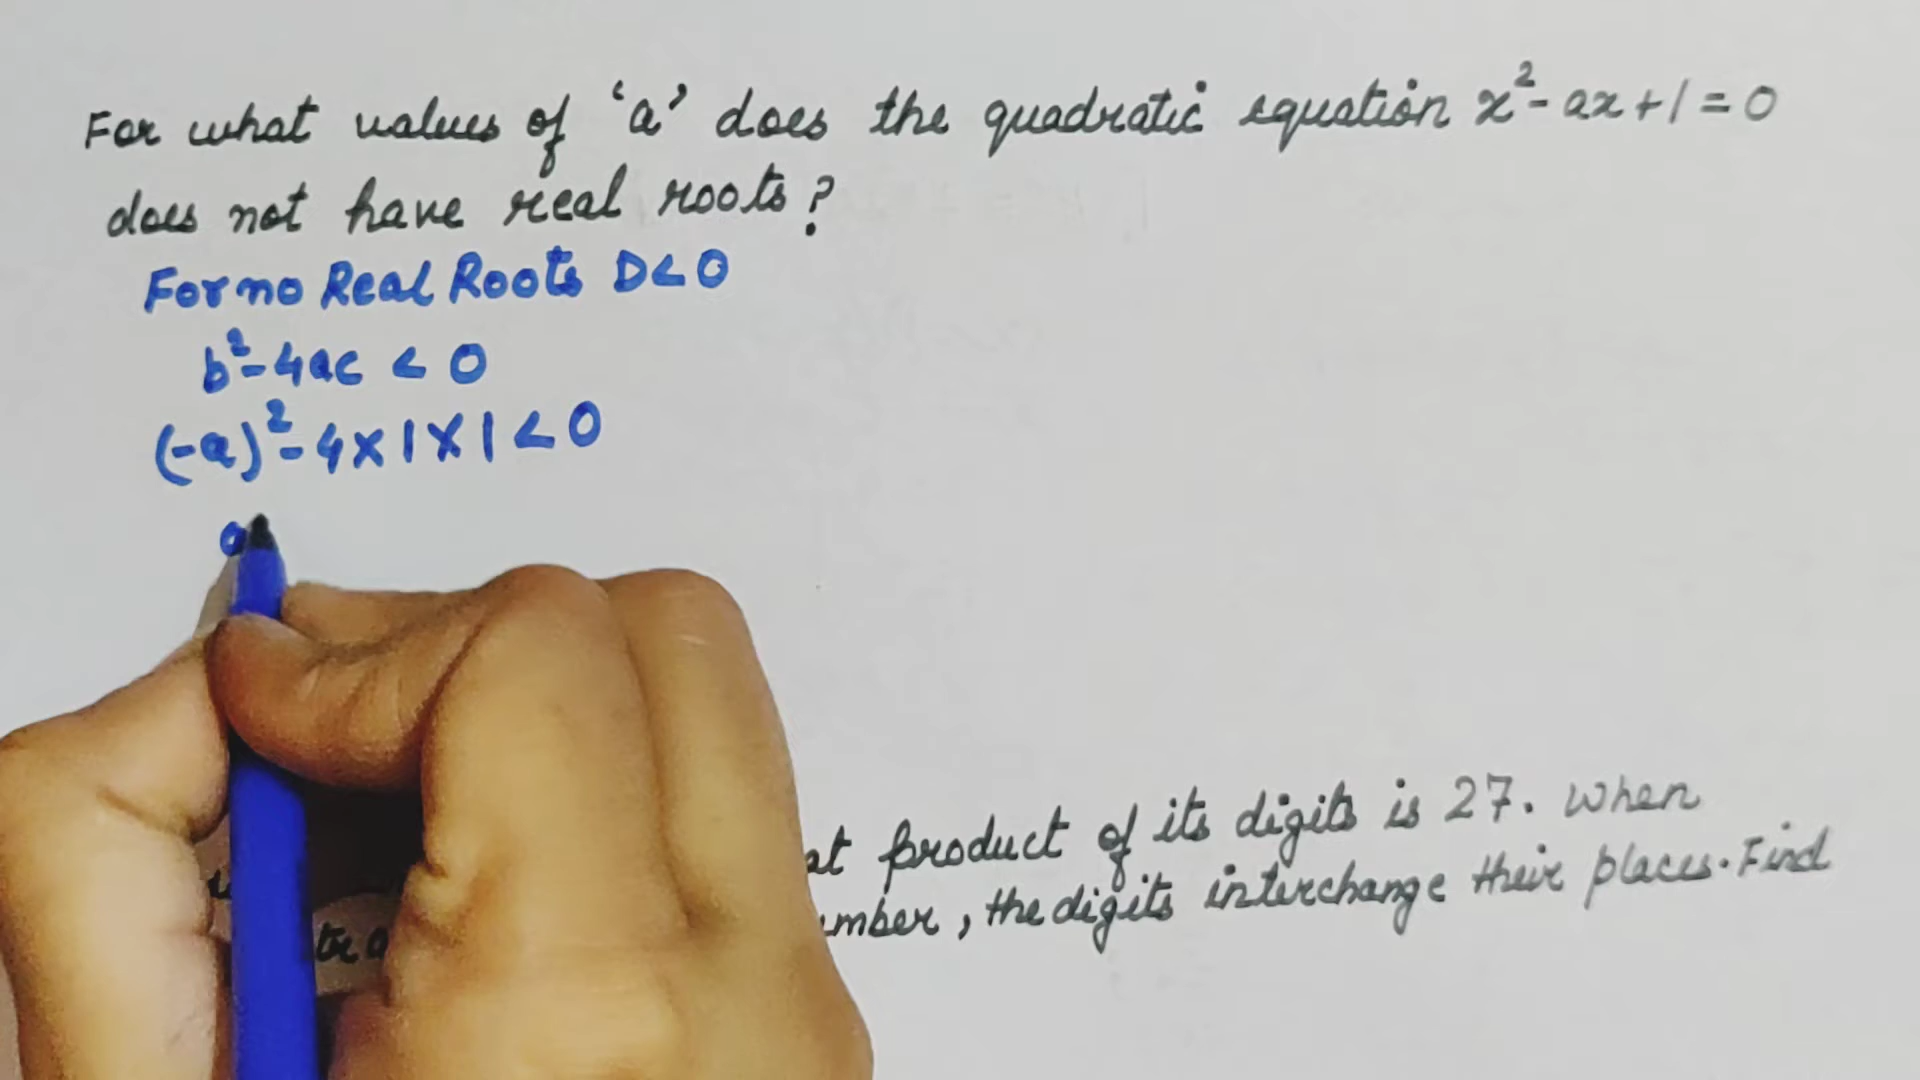 For what values of 'a' does the quadratic equation x² - ax + 1 = 0
does not have real roots?
For no Real Roots D < 0
b² - 4ac < 0
(-a)² - 4 × 1 × 1 < 0
a
product of its digits is 27. When
, the digits interchange their places. Find